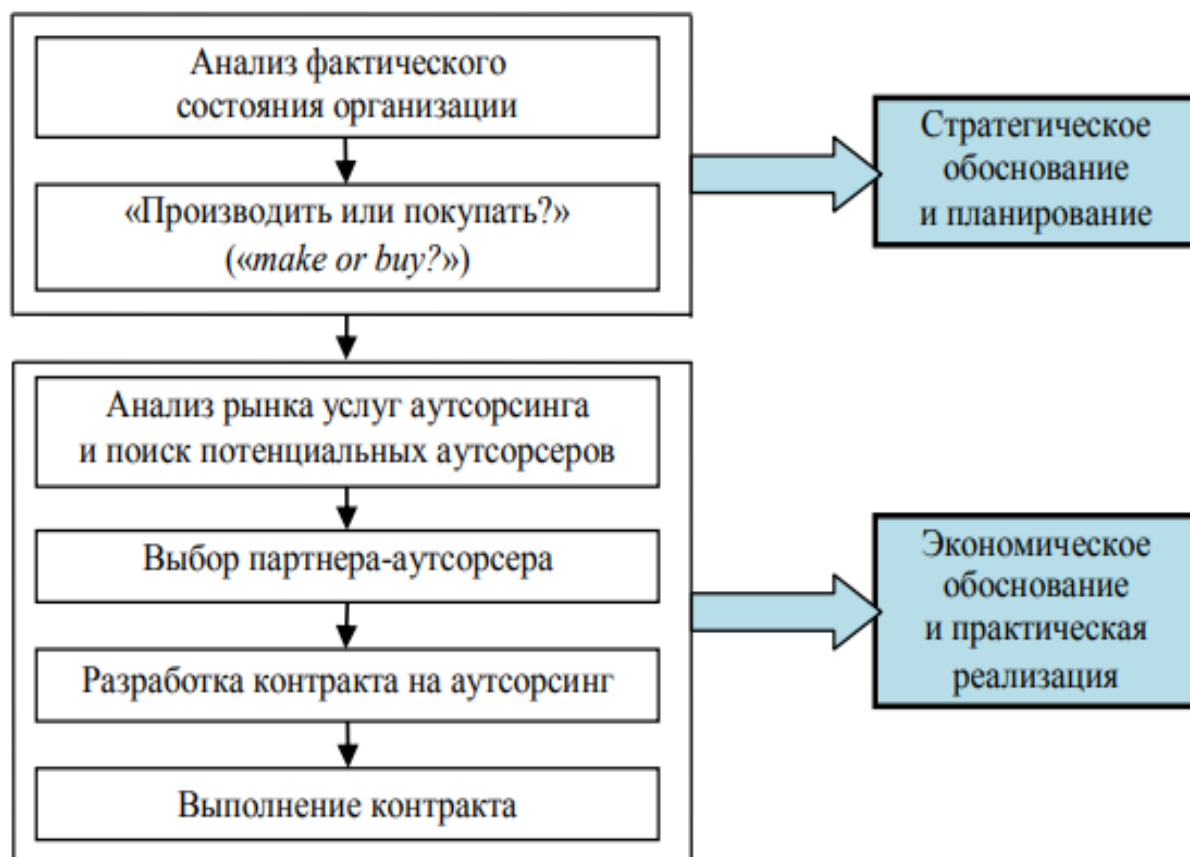 Анализ фактического
состояния организации
«Производить или покупать?»
(«make or buy?»)
Стратегическое
обоснование
и планирование
Анализ рынка услуг аутсорсинга
и поиск потенциальных аутсорсеров
Выбор партнера-аутсорсера
Разработка контракта на аутсорсинг
Выполнение контракта
Экономическое
обоснование
и практическая
реализация